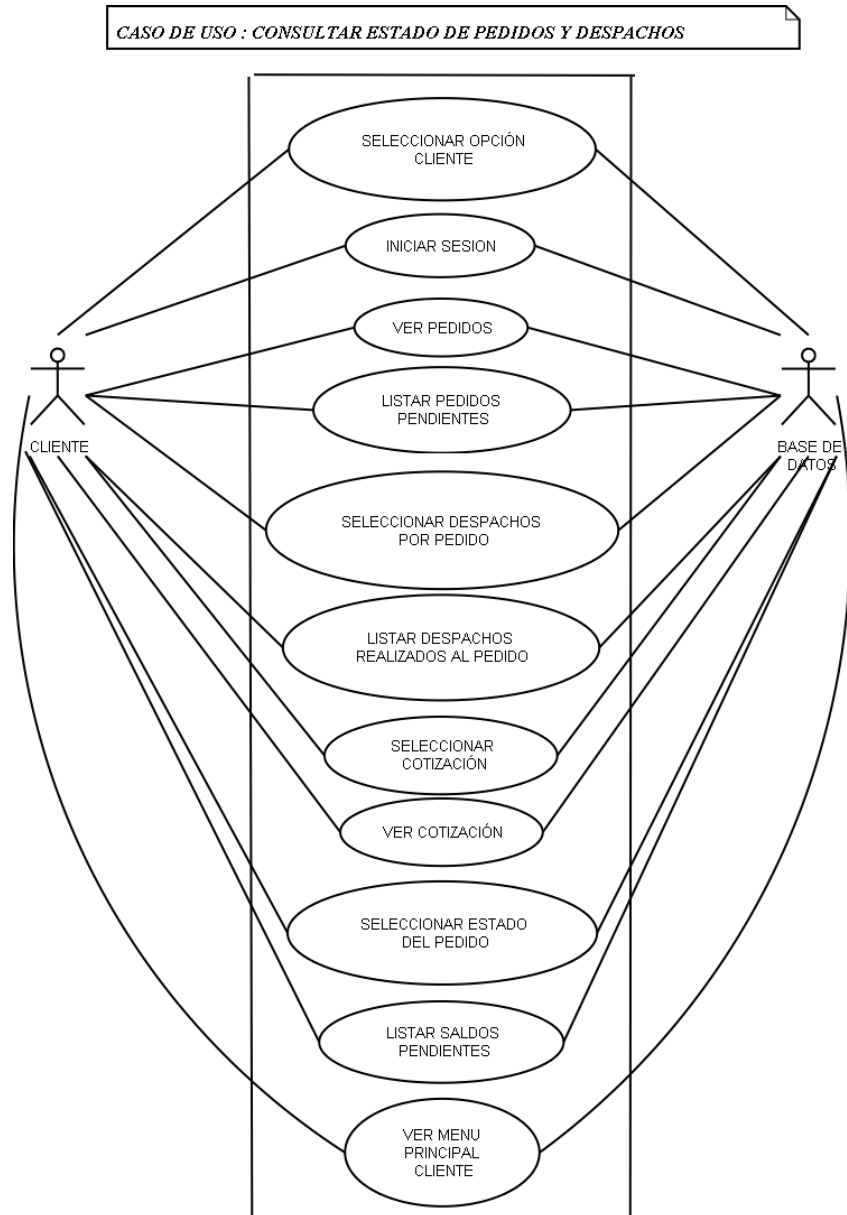 CASO DE USO : CONSULTAR ESTADO DE PEDIDOS Y DESPACHOS
SELECCIONAR OPCIÓN
CLIENTE
INICIAR SESION
VER PEDIDOS
LISTAR PEDIDOS
PENDIENTES
CLIENTE
BASE DE
DATOS
SELECCIONAR DESPACHOS
POR PEDIDO
LISTAR DESPACHOS
REALIZADOS AL PEDIDO
SELECCIONAR
COTIZACIÓN
VER COTIZACIÓN
SELECCIONAR ESTADO
DEL PEDIDO
LISTAR SALDOS
PENDIENTES
VER MENU
PRINCIPAL
CLIENTE